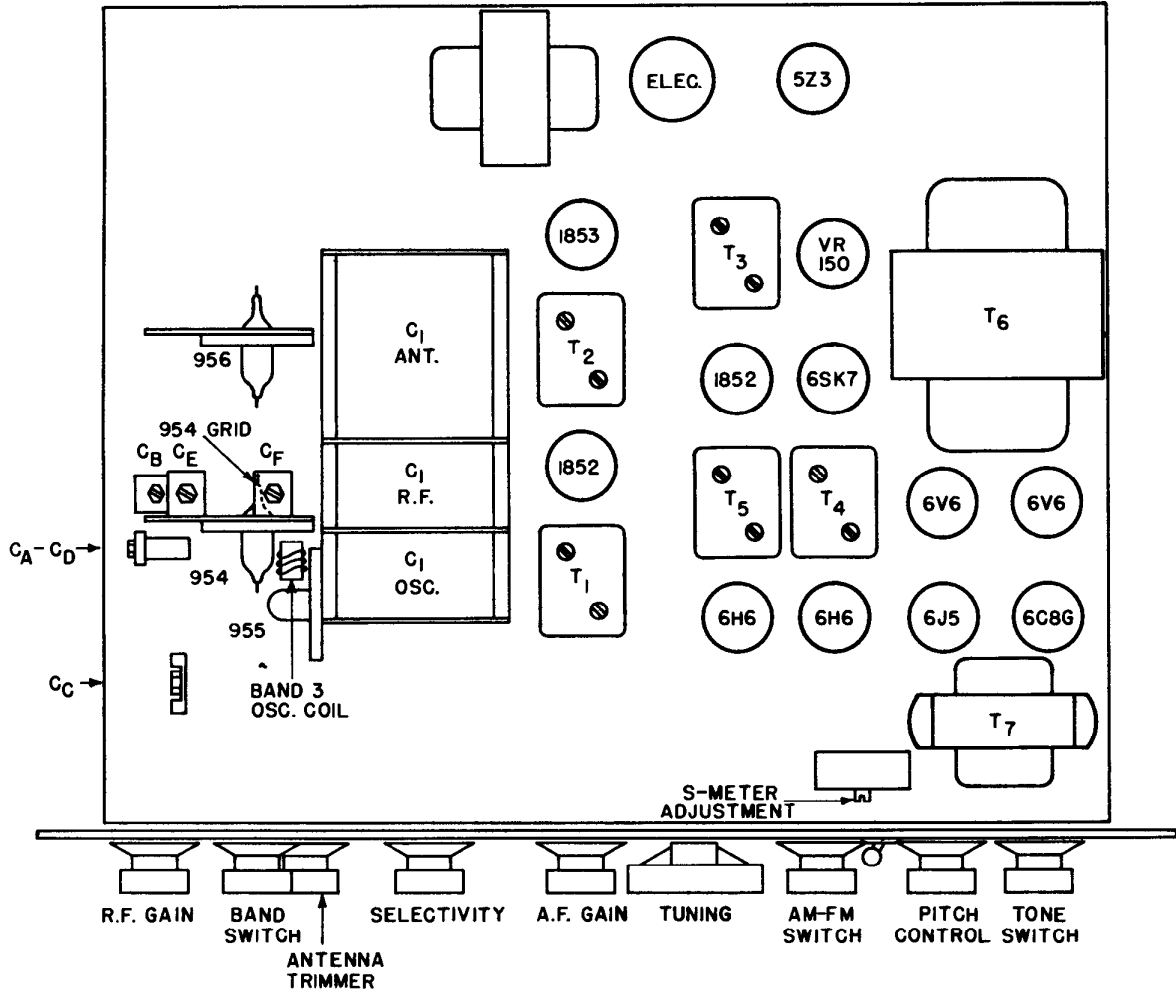 ELEC.
5Z3
1853
T3
VR
150
C1
ANT.
T2
T6
956
1852
6SK7
954 GRID
CB
CE
CF
C1
R.F.
1852
T5
T4
6V6
6V6
CA-CD
954
C1
OSC.
T1
955
6H6
6H6
6J5
6C8G
CC
BAND 3
OSC. COIL
T7
S-METER
ADJUSTMENT
R.F. GAIN
BAND
SWITCH
ANTENNA
TRIMMER
SELECTIVITY
A.F. GAIN
TUNING
AM-FM
SWITCH
PITCH
CONTROL
TONE
SWITCH